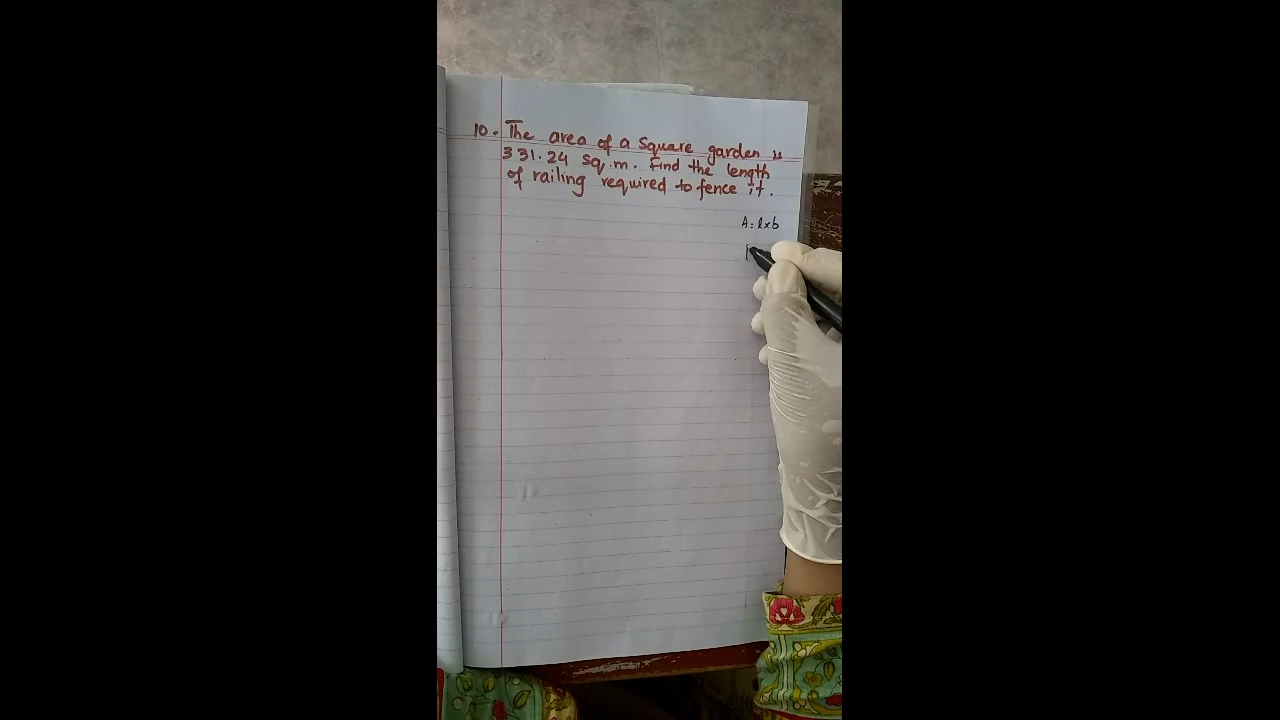 10. The area of a Square garden is
331.24 sq.m. Find the length
of railing required to fence it.
A = l x b